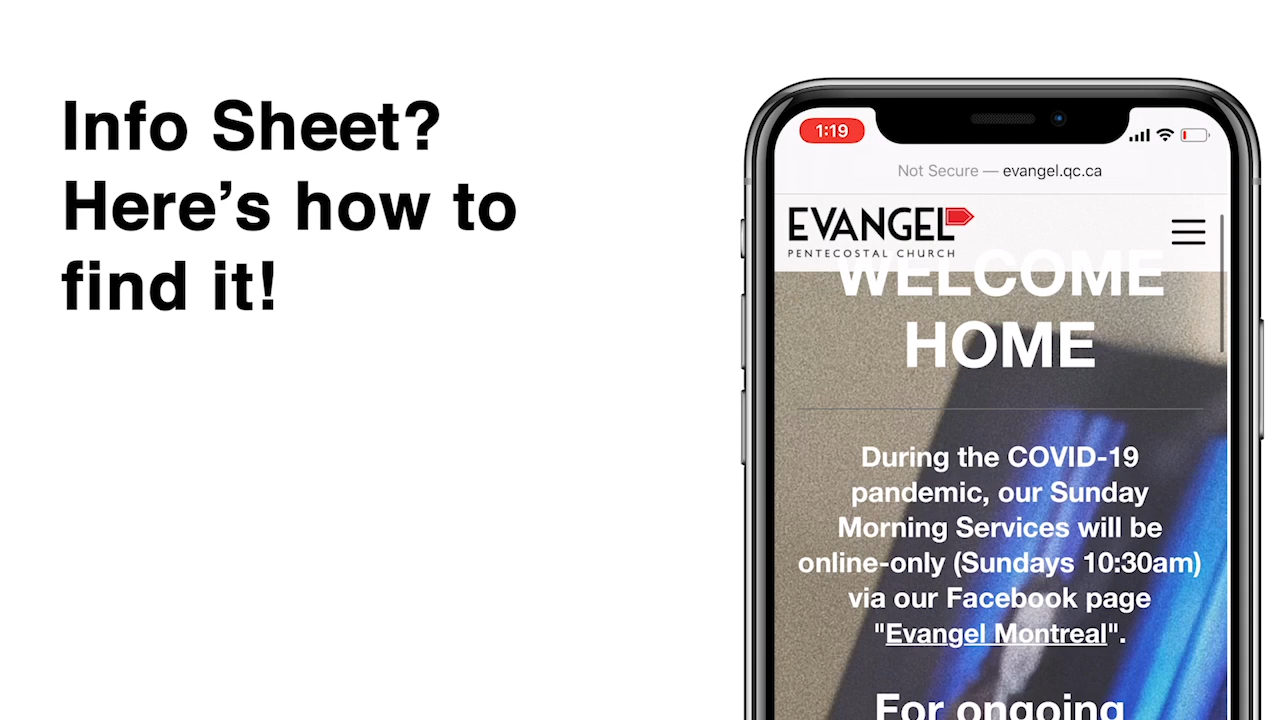 Info Sheet?
Here’s how to
find it!
1:19
Not Secure — evangel.qc.ca
EVANGEL
PENTECOSTAL CHURCH
WELCOME
HOME
During the COVID-19
pandemic, our Sunday
Morning Services will be
online-only (Sundays 10:30am)
via our Facebook page
"Evangel Montreal".
For ongoing